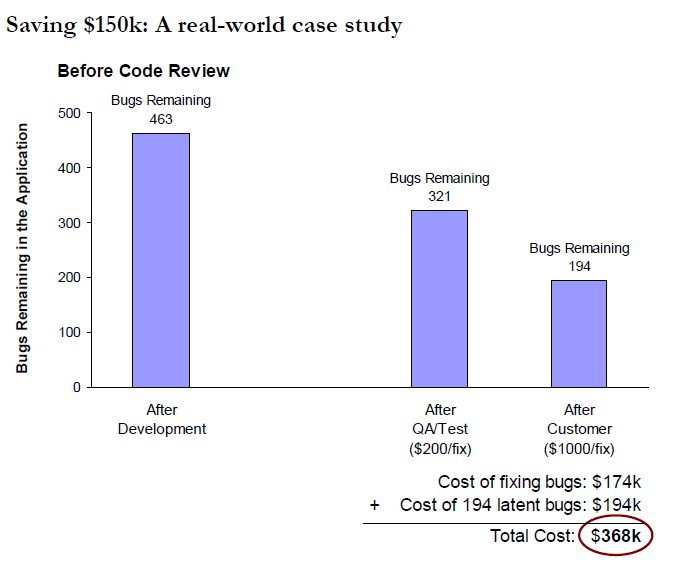 Saving $150k: A real-world case study
Before Code Review
Bugs Remaining in the Application
500
400
300
200
100
0
Bugs Remaining
463
Bugs Remaining
321
Bugs Remaining
194
After
Development
After
QA/Test
($200/fix)
After
Customer
($1000/fix)
Cost of fixing bugs: $174k
+ Cost of 194 latent bugs: $194k
Total Cost: $368k